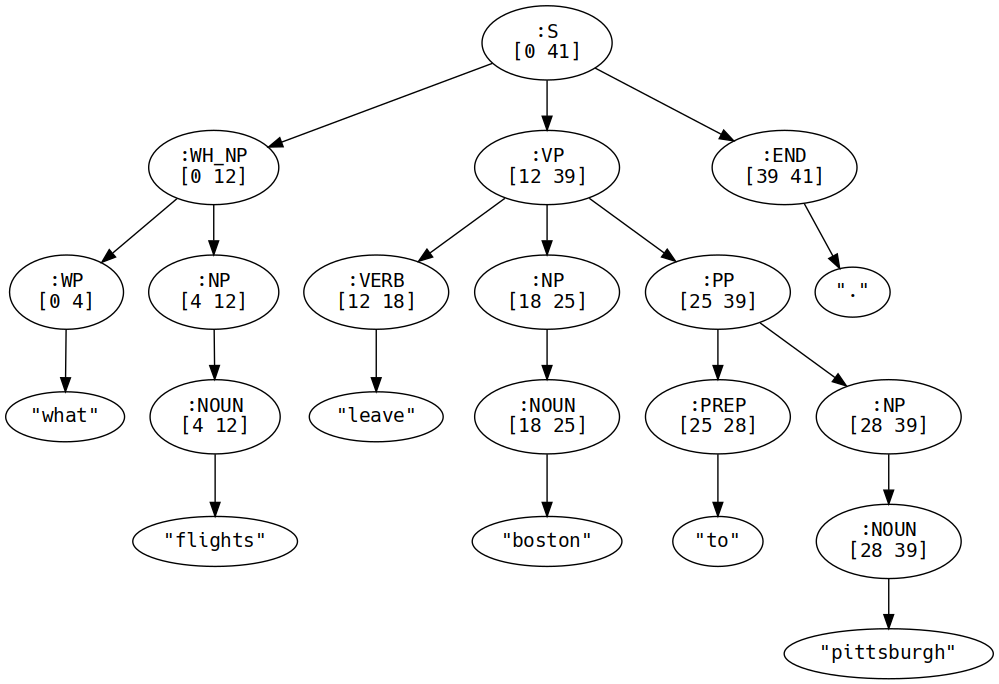 :S
[0 41]
:WH_NP
[0 12]
:VP
[12 39]
:END
[39 41]
:WP
[0 4]
:NP
[4 12]
:VERB
[12 18]
:NP
[18 25]
:PP
[25 39]
"."
"what"
:NOUN
[4 12]
"leave"
:NOUN
[18 25]
:PREP
[25 28]
:NP
[28 39]
"flights"
"boston"
"to"
:NOUN
[28 39]
"pittsburgh"